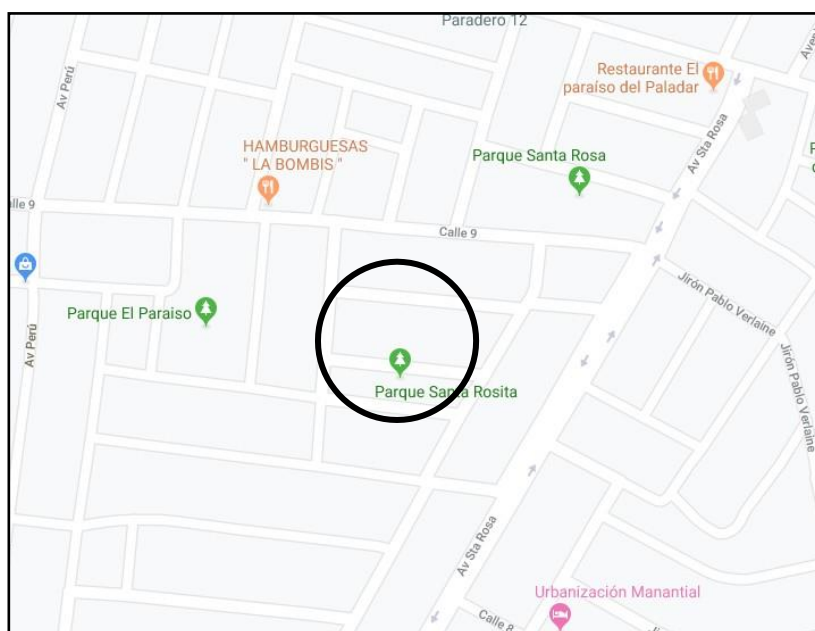 Paradero 12
Restaurante El
paraíso del Paladar
Av Perú
Av Sta Rosa
HAMBURGUESAS
" LA BOMBIS "
Parque Santa Rosa
Calle 9
Jirón Pablo Verlaine
Parque El Paraiso
Av Perú
Jirón Pablo Verlaine
Parque Santa Rosita
Av Sta Rosa
Urbanización Manantial
Calle 8